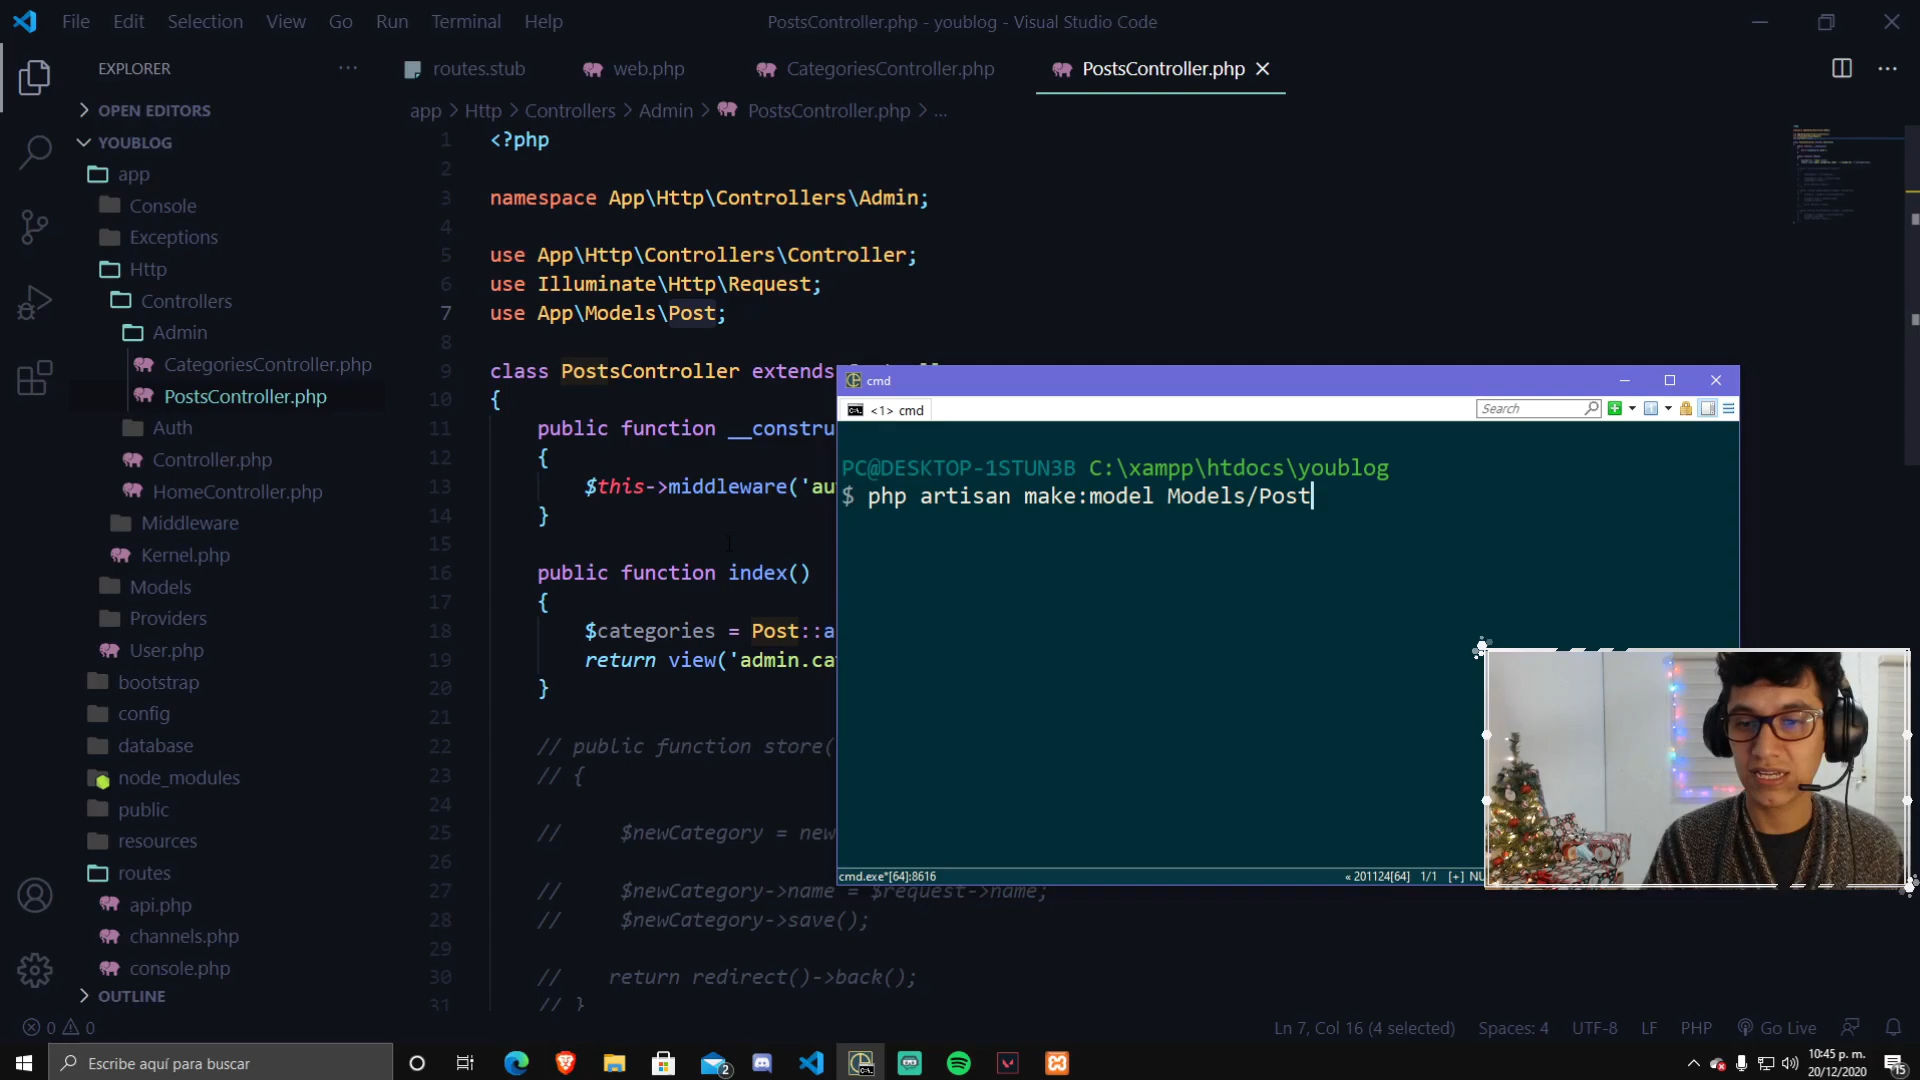 File Edit Selection View Go Run Terminal Help
PostsController.php - youblog - Visual Studio Code
EXPLORER
routes.stub
web.php
CategoriesController.php
PostsController.php
OPEN EDITORS
YOUBLOG
app
Console
Exceptions
Http
Controllers
Admin
CategoriesController.php
PostsController.php
Auth
Controller.php
HomeController.php
Middleware
Kernel.php
Models
Providers
User.php
bootstrap
config
database
node_modules
public
resources
routes
api.php
channels.php
console.php
OUTLINE
app > Http > Controllers > Admin > PostsController.php > ...
1 <?php
2
3 namespace App\Http\Controllers\Admin;
4
5 use App\Http\Controllers\Controller;
6 use Illuminate\Http\Request;
7 use App\Models\Post;
8
9 class PostsController extends
10 {
11 public function __constru
12 {
13 $this->middleware('au
14 }
15
16 public function index()
17 {
18 $categories = Post::a
19 return view('admin.cat
20 }
21
22 // public function store(
23 // {
24
25 // $newCategory = new
26
27 // $newCategory->name = $request->name;
28 // $newCategory->save();
29
30 // return redirect()->back();
31 // }
cmd
<1> cmd
Search
PC@DESKTOP-1STUN3B C:\xampp\htdocs\youblog
$ php artisan make:model Models/Post
cmd.exe*[64]:8616
« 201124[64] 1/1 [+] NU
0 0
Ln 7, Col 16 (4 selected) Spaces: 4 UTF-8 LF PHP Go Live
Escribe aquí para buscar
2
10:45 p. m.
20/12/2020
15